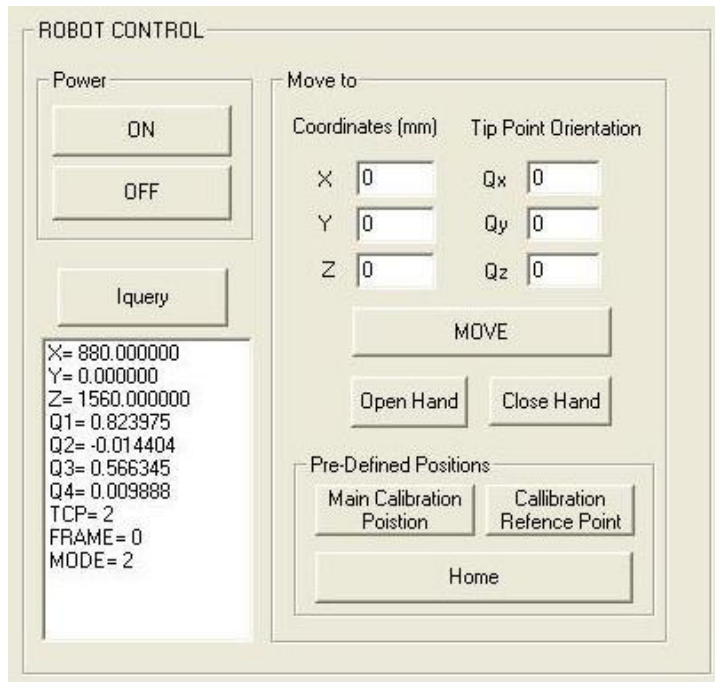 ROBOT CONTROL
Power
ON
OFF
Iquery
X= 880.000000
Y= 0.000000
Z= 1560.000000
Q1= 0.823975
Q2= -0.014404
Q3= 0.566345
Q4= 0.009888
TCP= 2
FRAME= 0
MODE= 2
Move to
Coordinates (mm) Tip Point Orientation
X 0 Qx 0
Y 0 Qy 0
Z 0 Qz 0
MOVE
Open Hand Close Hand
Pre-Defined Positions
Main Calibration
Poistion
Callibration
Refence Point
Home